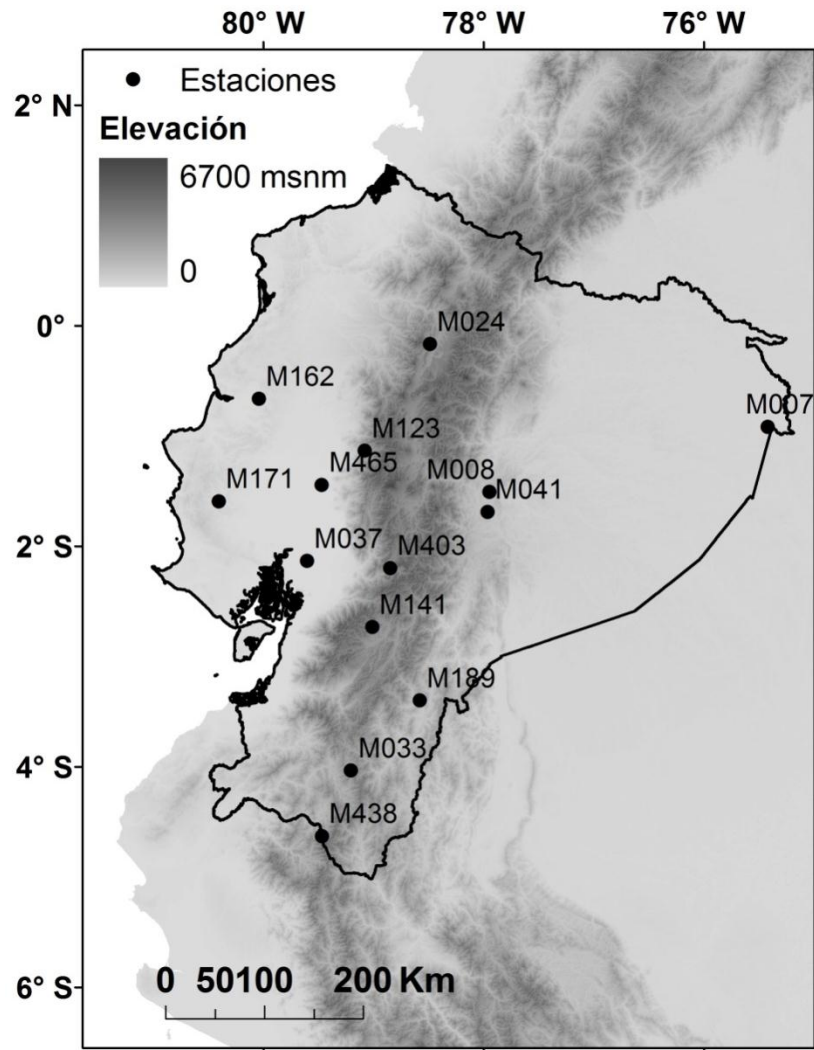 80° W 78° W 76° W
2° N
Estaciones
Elevación
6700 msnm
0
0°
M024
M162
M007
M123
M465
M008
M171
M041
M037
M403
2° S
M141
M189
4° S
M033
M438
0 50100 200 Km
6° S